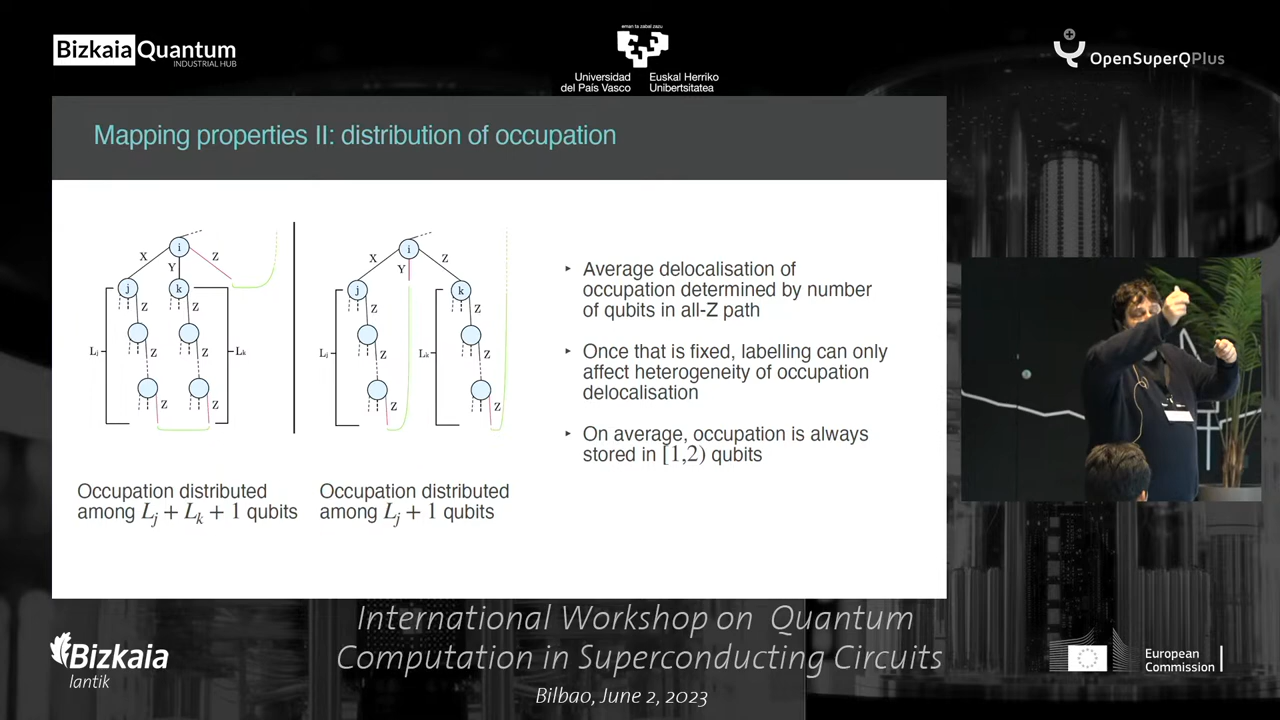 Bizkaia Quantum
INDUSTRIAL HUB
eman ta zabal zazu
Universidad
del País Vasco
Euskal Herriko
Unibertsitatea
OpenSuperQPlus
Mapping properties II: distribution of occupation
i
X
Y
Z
j
k
Z
Z
Z
Z
Z
Z
Lj
Lk
i
X
Y
Z
j
k
Z
Z
Z
Z
Z
Z
Lj
Lk
Occupation distributed
among Lj + Lk + 1 qubits
Occupation distributed
among Lj + 1 qubits
‣ Average delocalisation of
occupation determined by number
of qubits in all-Z path
‣ Once that is fixed, labelling can only
affect heterogeneity of occupation
delocalisation
‣ On average, occupation is always
stored in [1,2) qubits
International Workshop on Quantum
Computation in Superconducting Circuits
Bilbao, June 2, 2023
Bizkaia
lantik
European
Commission